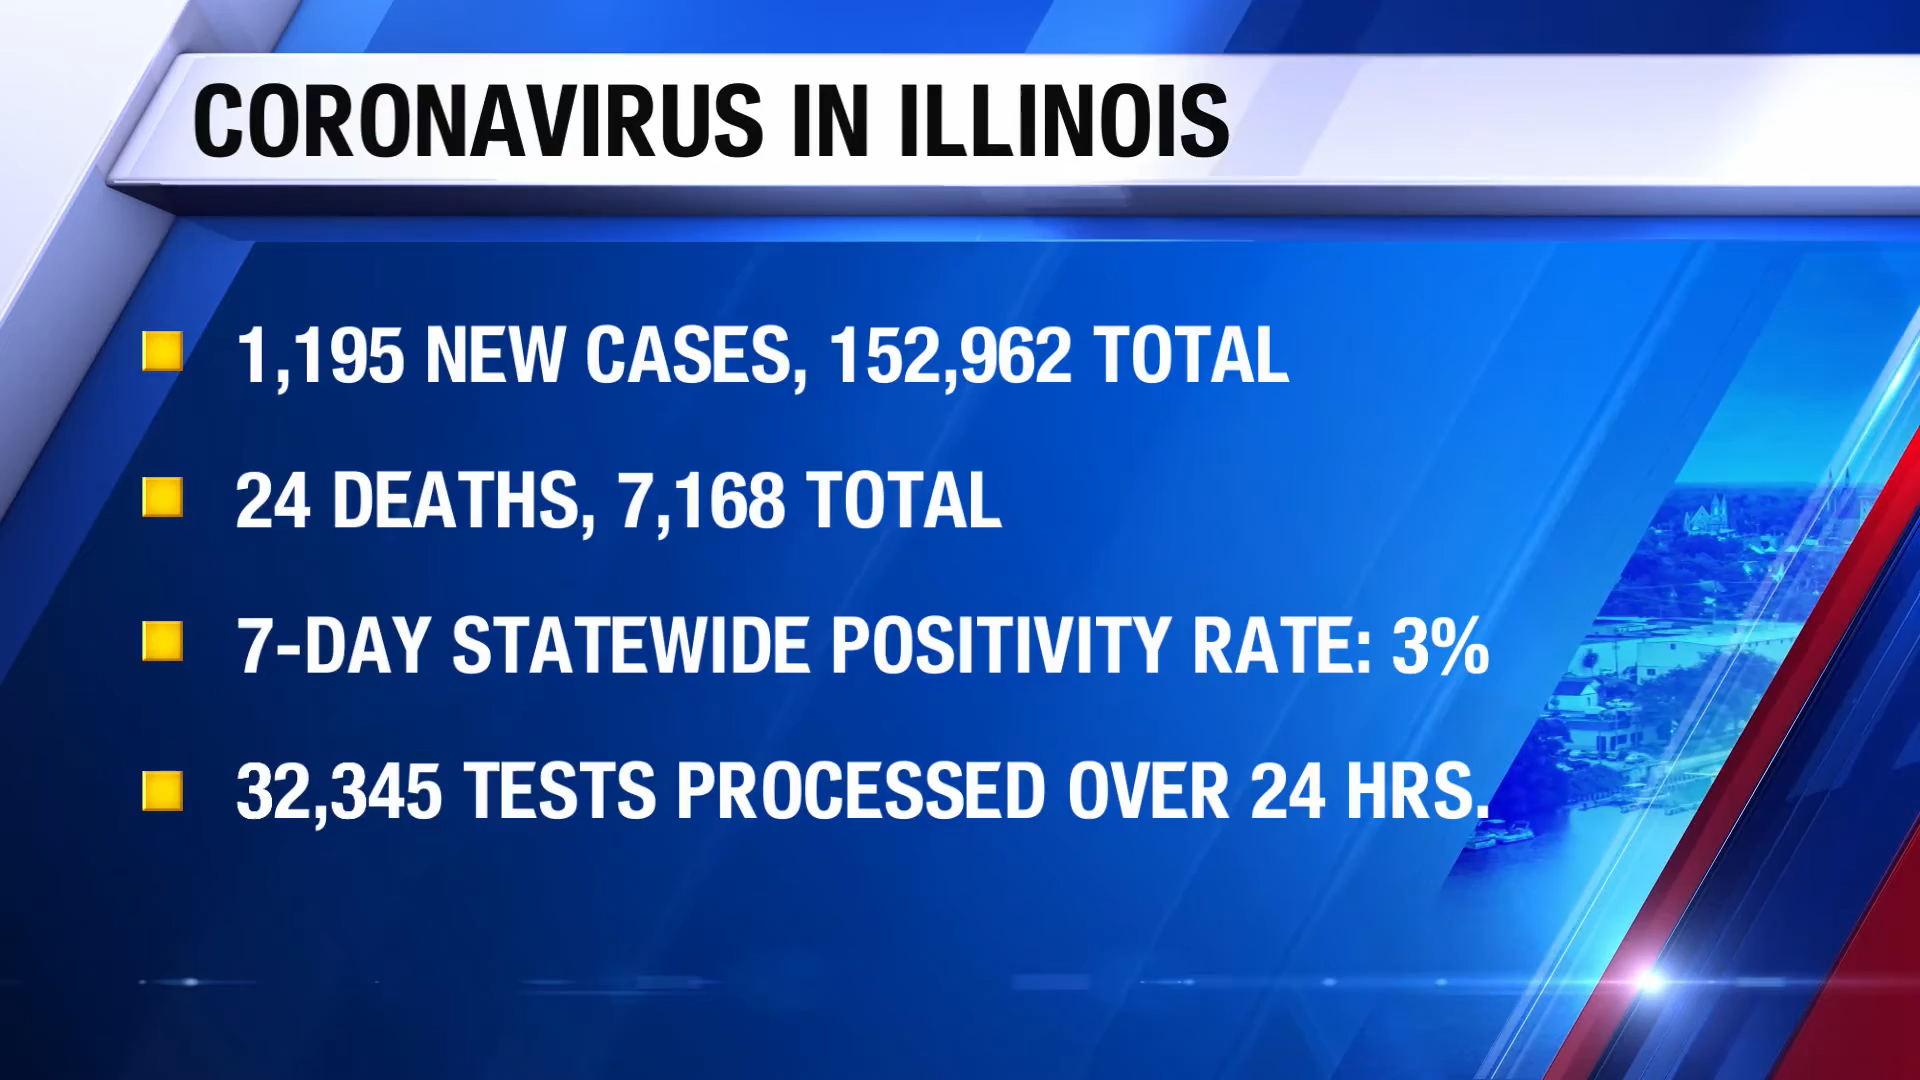 CORONAVIRUS IN ILLINOIS
1,195 NEW CASES, 152,962 TOTAL
24 DEATHS, 7,168 TOTAL
7-DAY STATEWIDE POSITIVITY RATE: 3%
32,345 TESTS PROCESSED OVER 24 HRS.